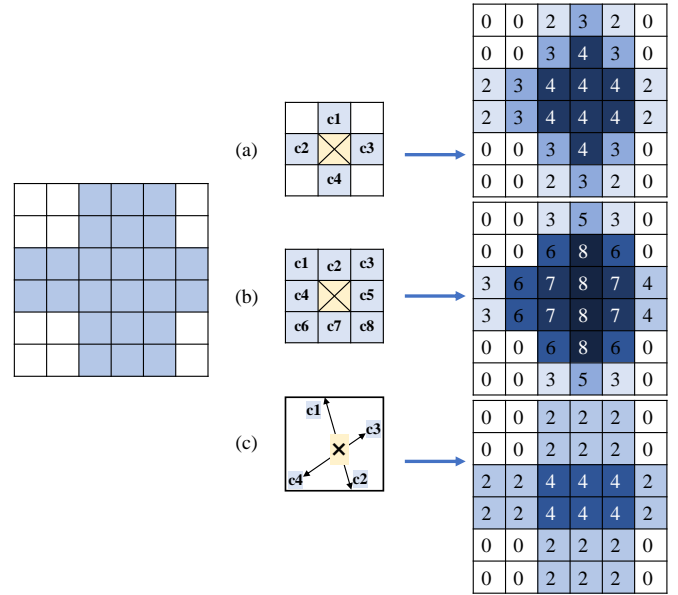 (a)
c1
c2 c3
c4
0 0 2 3 2 0
0 0 3 4 3 0
2 3 4 4 4 2
2 3 4 4 4 2
0 0 3 4 3 0
0 0 2 3 2 0
(b)
c1 c2 c3
c4 c5
c6 c7 c8
0 0 3 5 3 0
0 0 6 8 6 0
3 6 7 8 7 4
3 6 7 8 7 4
0 0 6 8 6 0
0 0 3 5 3 0
(c)
c1
c3
c4 c2
0 0 2 2 2 0
0 0 2 2 2 0
2 2 4 4 4 2
2 2 4 4 4 2
0 0 2 2 2 0
0 0 2 2 2 0